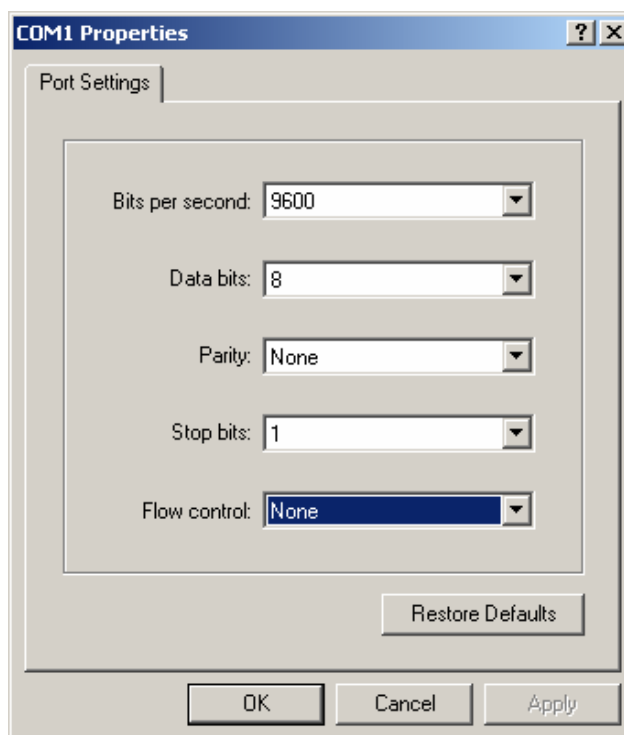 COM1 Properties
Port Settings
Bits per second: 9600
Data bits: 8
Parity: None
Stop bits: 1
Flow control: None
Restore Defaults
OK Cancel Apply